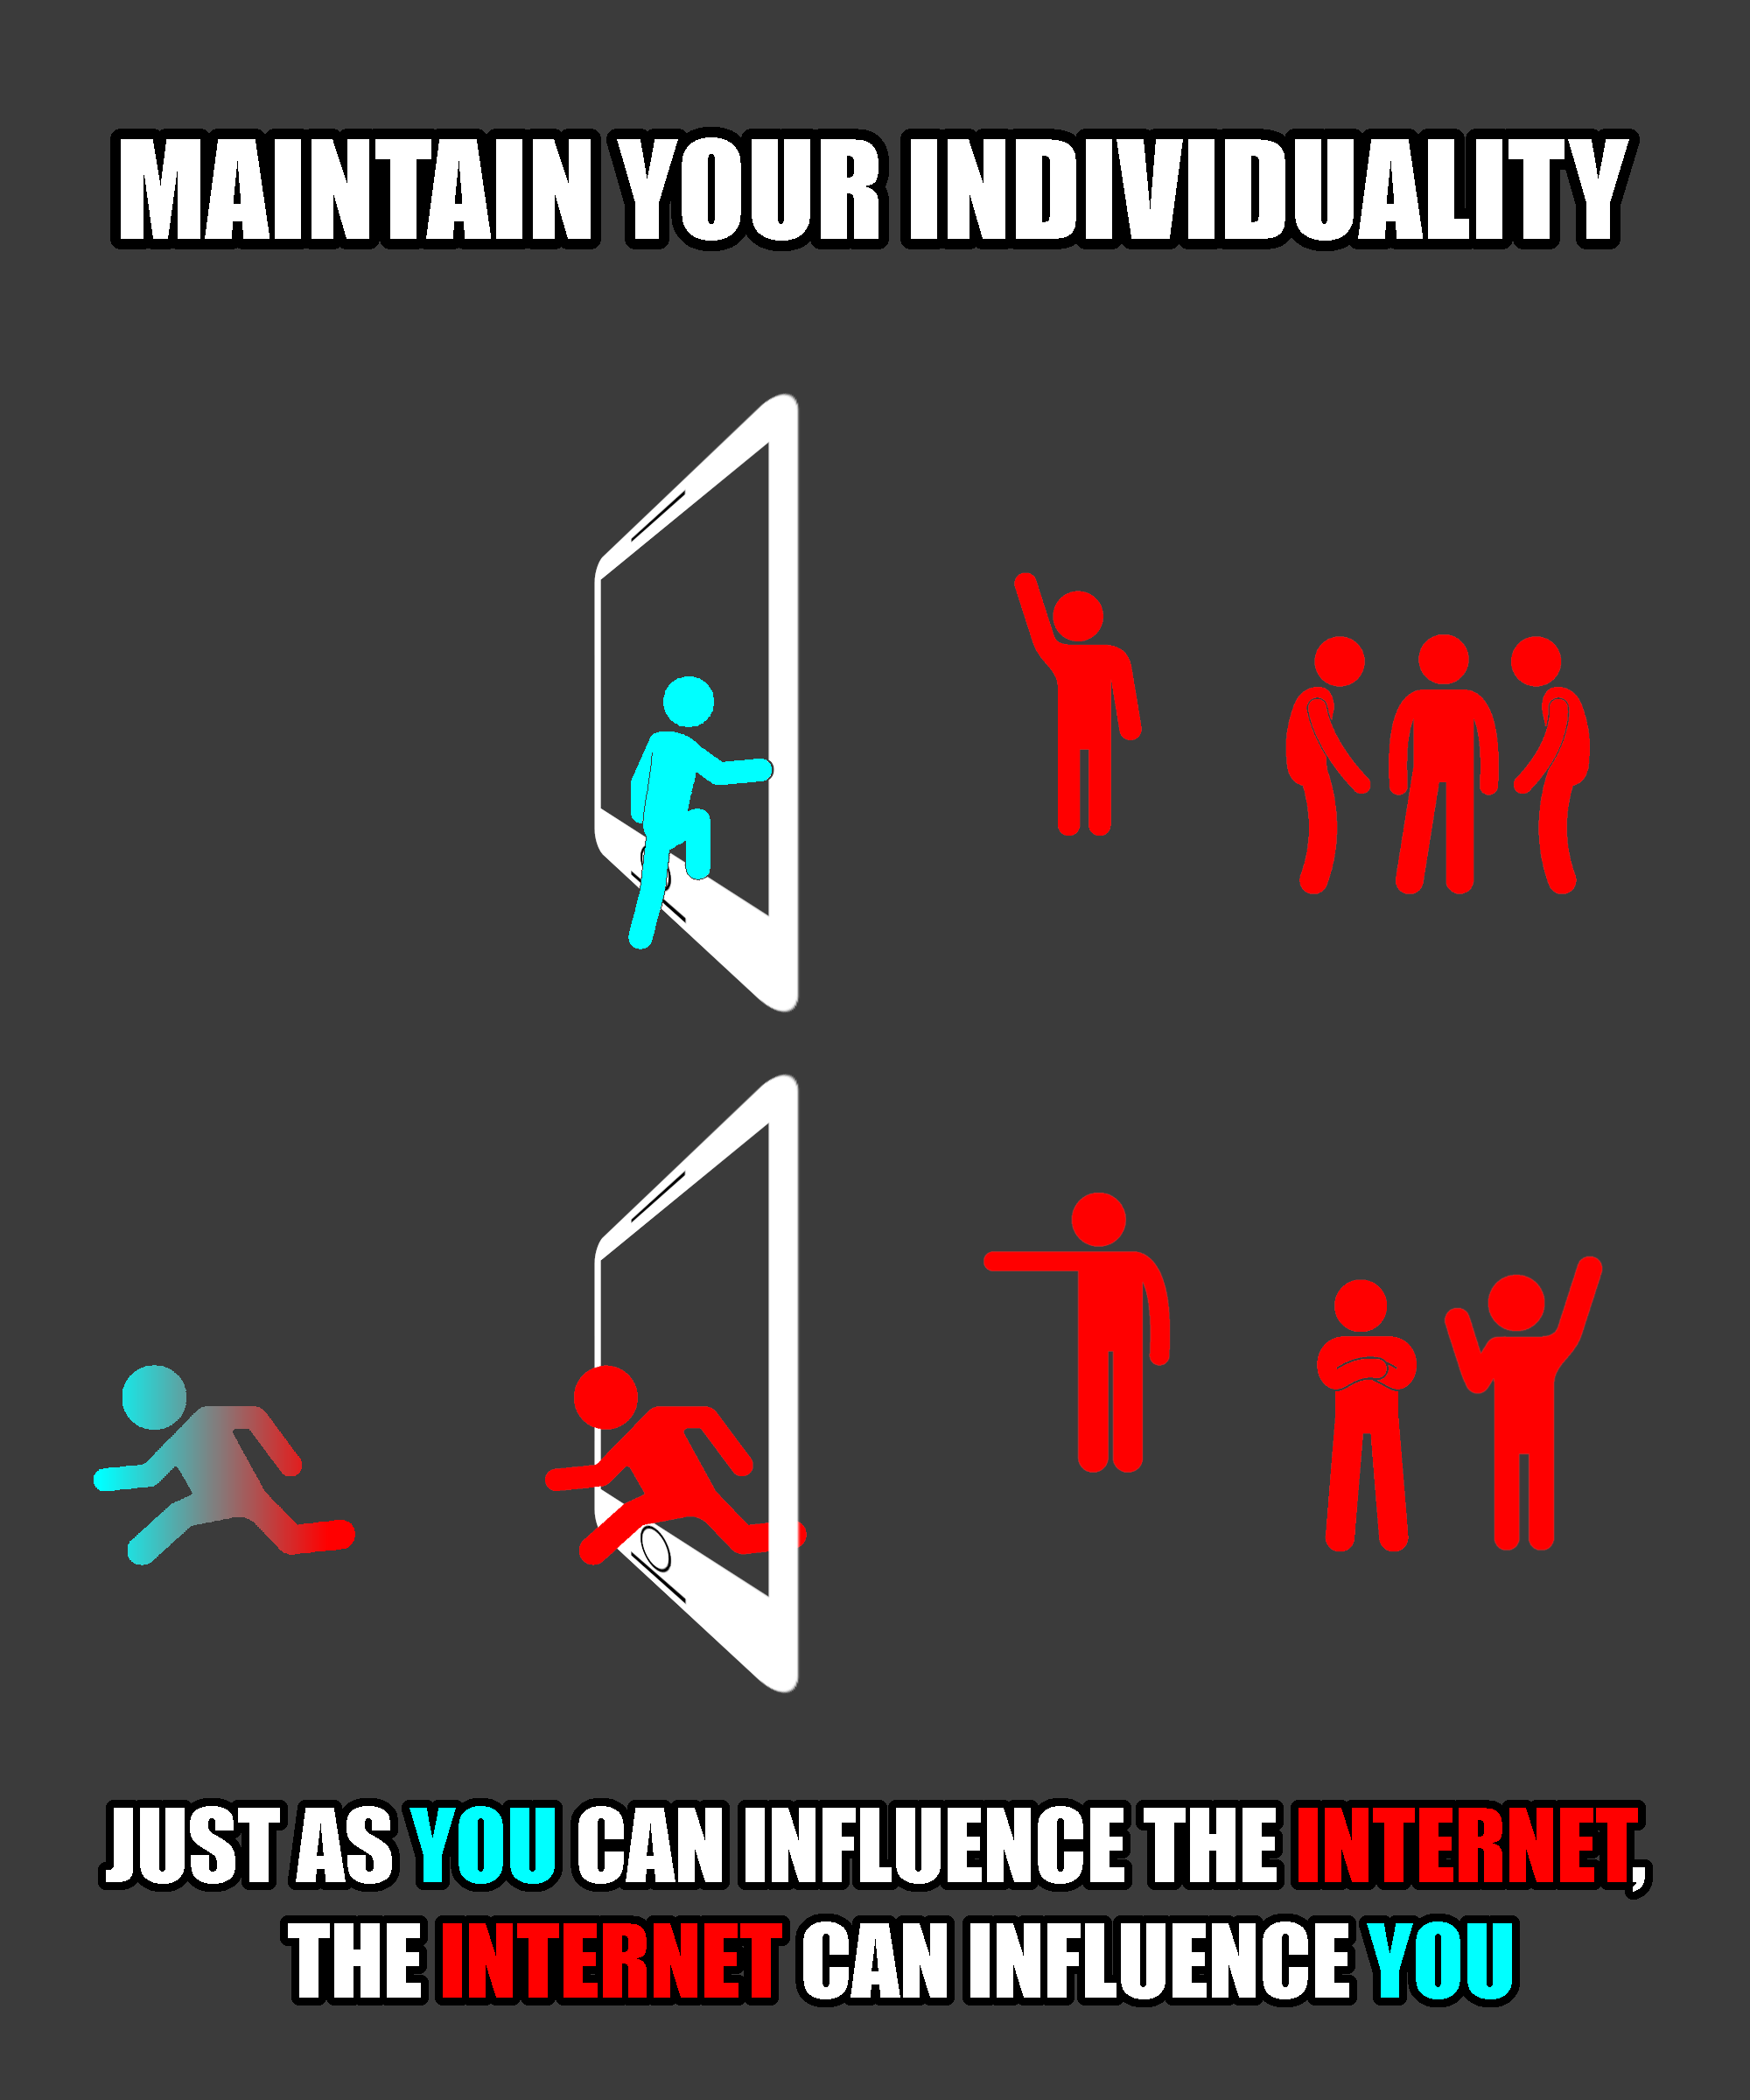 MAINTAIN YOUR INDIVIDUALITY
JUST AS YOU CAN INFLUENCE THE INTERNET,
THE INTERNET CAN INFLUENCE YOU